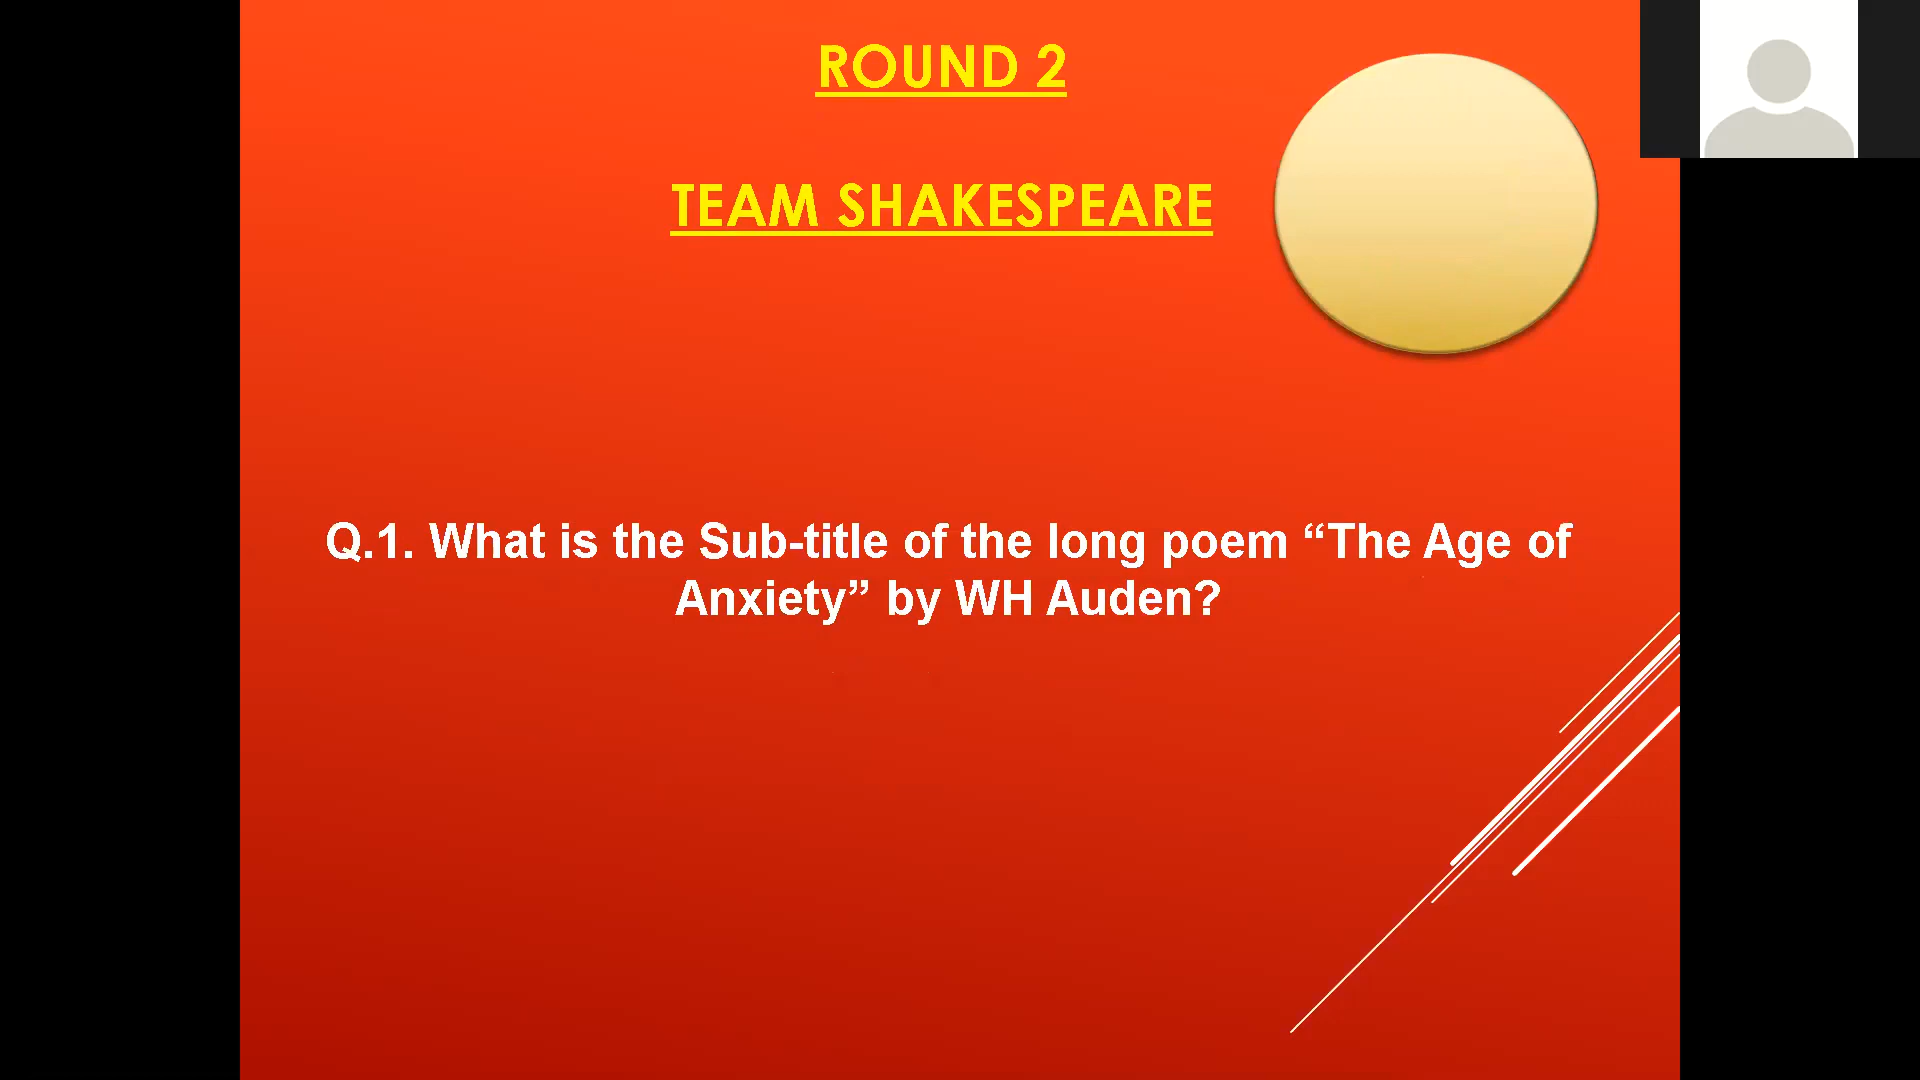 ROUND 2
TEAM SHAKESPEARE
Q.1. What is the Sub-title of the long poem “The Age of
Anxiety” by WH Auden?